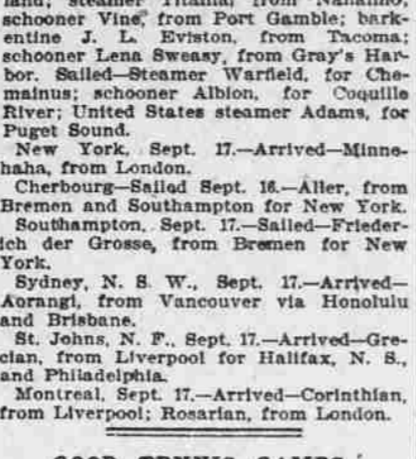 land; steamer Titania, from Nanaimo;
schooner Vine, from Port Gamble; bark-
entine J. L. Eviston, from Tacoma;
schooner Lena Sweasy, from Gray's Har-
bor. Sailed—Steamer Warfield, for Che-
mainus; schooner Albion, for Coquille
River; United States steamer Adams, for
Puget Sound.
New York, Sept. 17.—Arrived—Minne-
haha, from London.
Cherbourg—Sailed Sept. 16.—Aller, from
Bremen and Southampton for New York.
Southampton, Sept. 17.—Sailed—Frieder-
ich der Grosse, from Bremen for New
York.
Sydney, N. S. W., Sept. 17.—Arrived—
Aorangi, from Vancouver via Honolulu
and Brisbane.
St. Johns, N. F., Sept. 17.—Arrived—Gre-
cian, from Liverpool for Halifax, N. S.,
and Philadelphia.
Montreal, Sept. 17.—Arrived—Corinthian,
from Liverpool; Rosarian, from London.